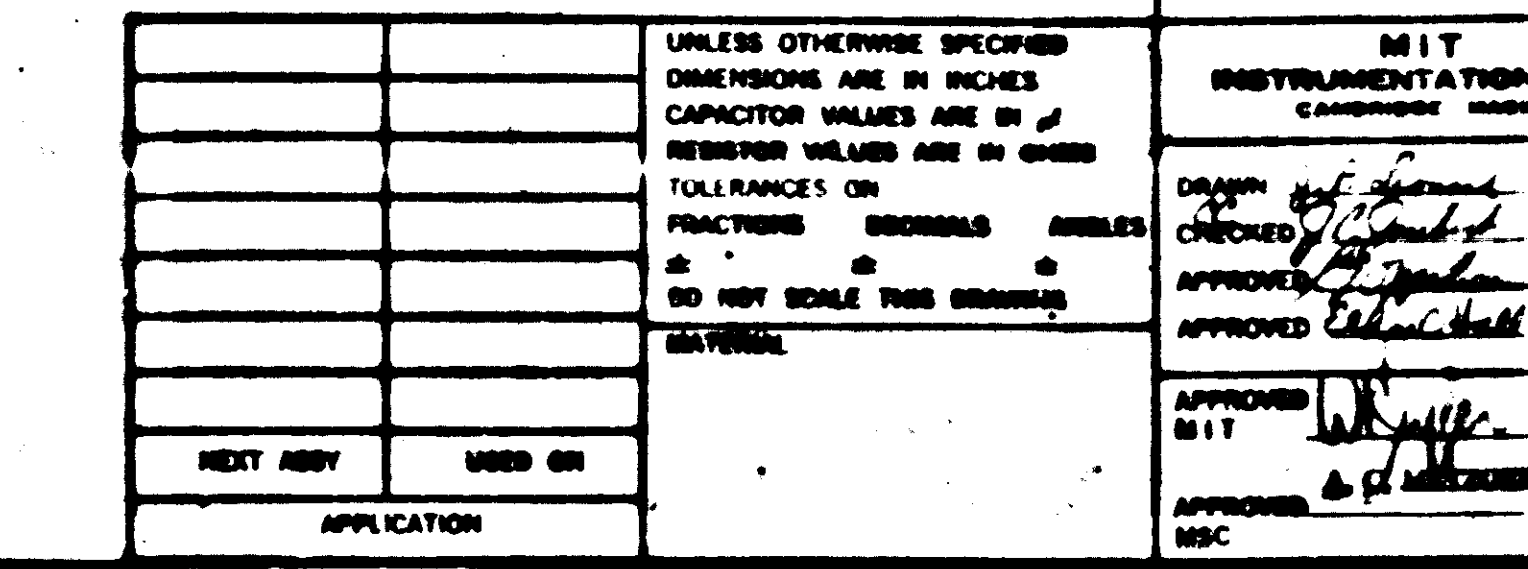 UNLESS OTHERWISE SPECIFIED
DIMENSIONS ARE IN INCHES
CAPACITOR VALUES ARE IN
RESISTOR VALUES ARE IN OHMS
TOLERANCES ON
FRACTIONS DECIMALS ANGLES
± ± ±
DO NOT SCALE THIS DRAWING
MATERIAL
NEXT ASSY USED ON
APPLICATION
MIT
INSTRUMENTATION
CAMBRIDGE
DRAWN
CHECKED
APPROVED
APPROVED
APPROVED
MIT
APPROVED
MSC